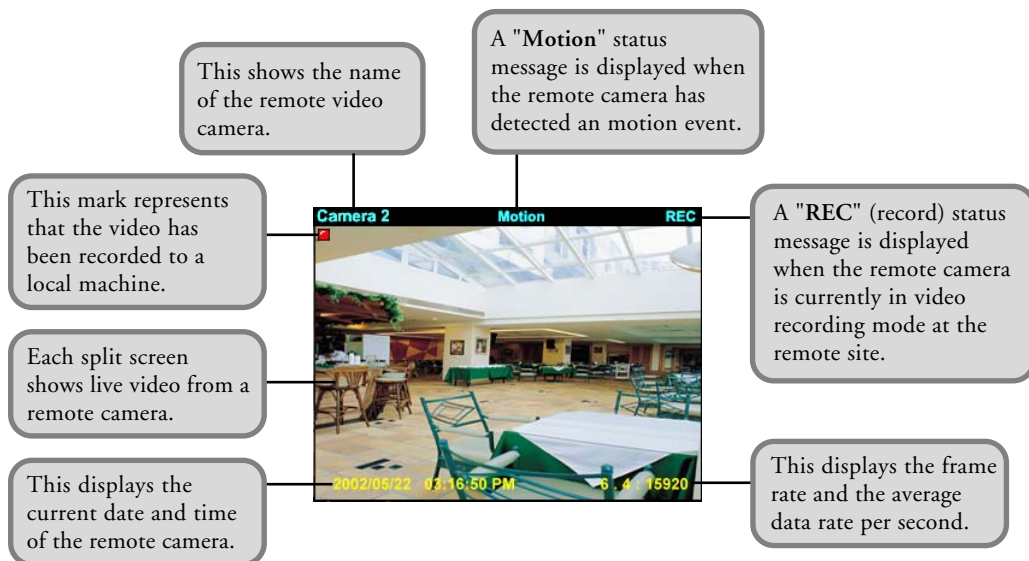 This shows the name
of the remote video
camera.
A "Motion" status
message is displayed when
the remote camera has
detected an motion event.
This mark represents
that the video has
been recorded to a
local machine.
Camera 2
Motion
REC
A "REC" (record) status
message is displayed
when the remote camera
is currently in video
recording mode at the
remote site.
Each split screen
shows live video from a
remote camera.
This displays the
current date and time
of the remote camera.
2002/05/22 03:16:50 PM
6 . 4 : 15920
This displays the frame
rate and the average
data rate per second.